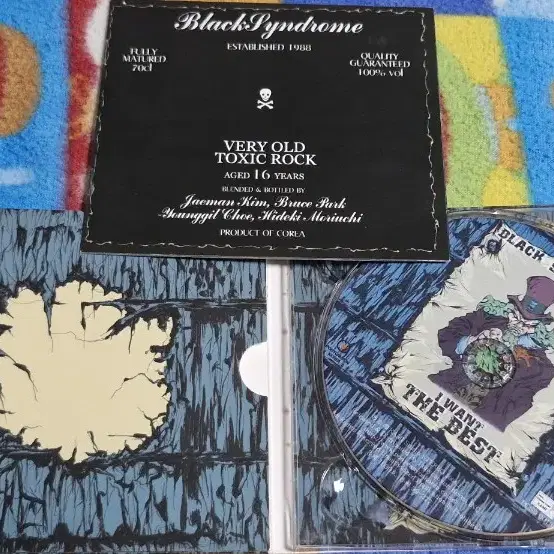 BlackSyndrome
ESTABLISHED 1988
FULLY
MATURED
70cl
QUALITY
GUARANTEED
100% vol
VERY OLD
TOXIC ROCK
AGED 16 YEARS
BLENDED & BOTTLED BY
Jaeman Kim, Bruce Park
Younggil Choe, Hideki Moriuchi
PRODUCT OF COREA
BLACK
I WANT
THE BEST